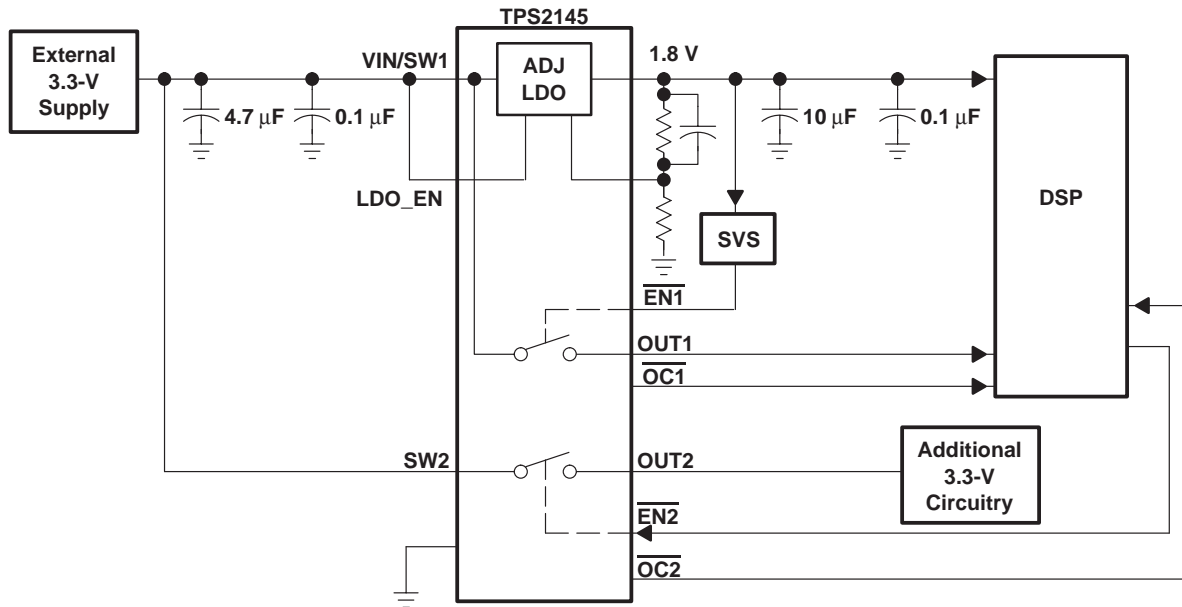 TPS2145
External
3.3-V
Supply
VIN/SW1
ADJ
LDO
1.8 V
4.7 μF
0.1 μF
10 μF
0.1 μF
LDO_EN
SVS
DSP
EN1
OUT1
OC1
SW2
OUT2
Additional
3.3-V
Circuitry
EN2
OC2